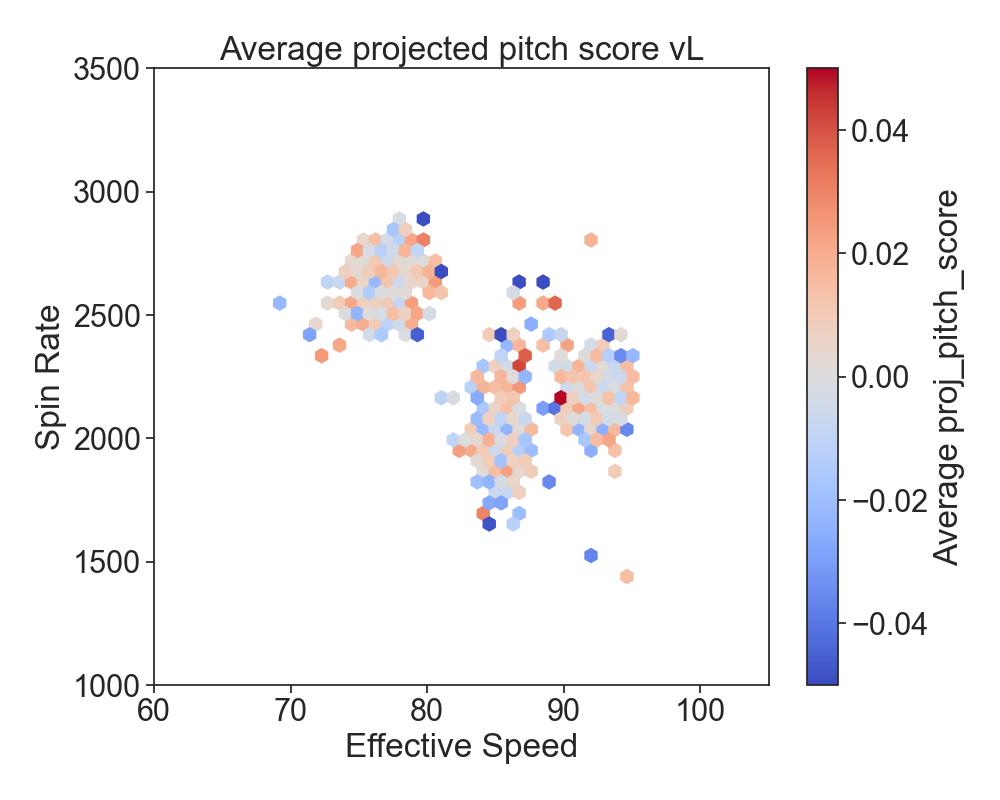 Average projected pitch score vL
3500
3000
2500
2000
1500
1000
Spin Rate
60 70 80 90 100
Effective Speed
0.04
0.02
0.00
−0.02
−0.04
Average proj_pitch_score